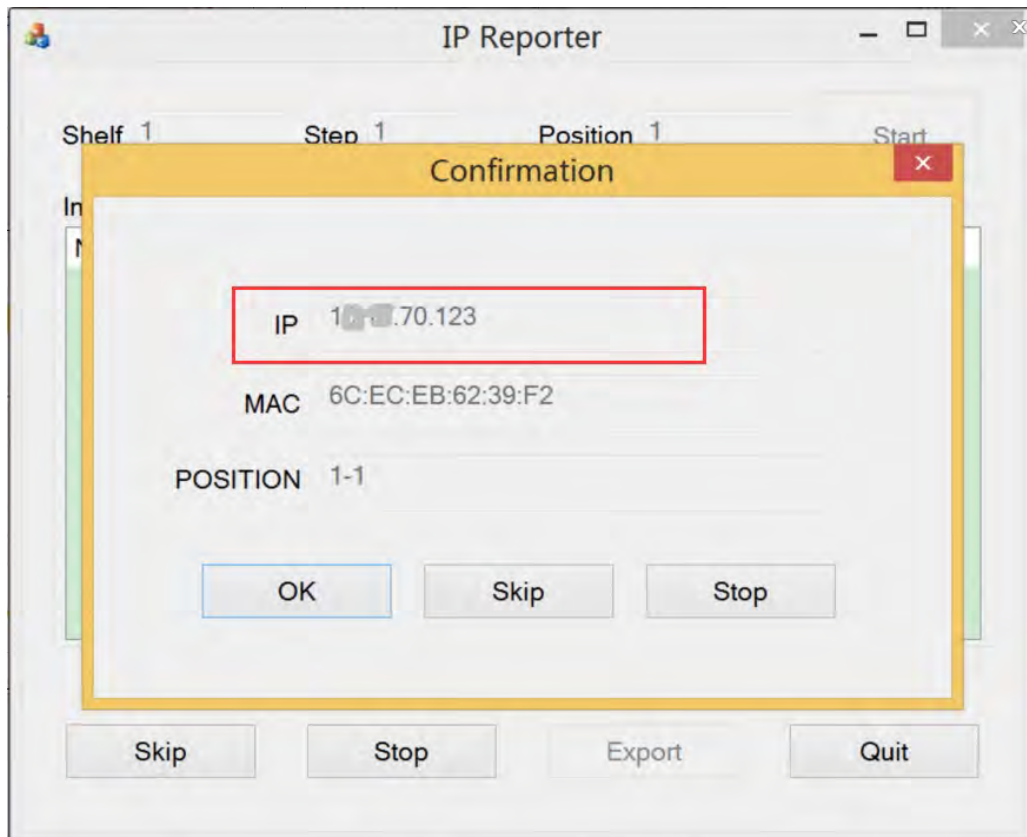 IP Reporter
Shelf 1 Step 1 Position 1 Start
Confirmation
IP .70.123
MAC 6C:EC:EB:62:39:F2
POSITION 1-1
OK Skip Stop
Skip Stop Export Quit